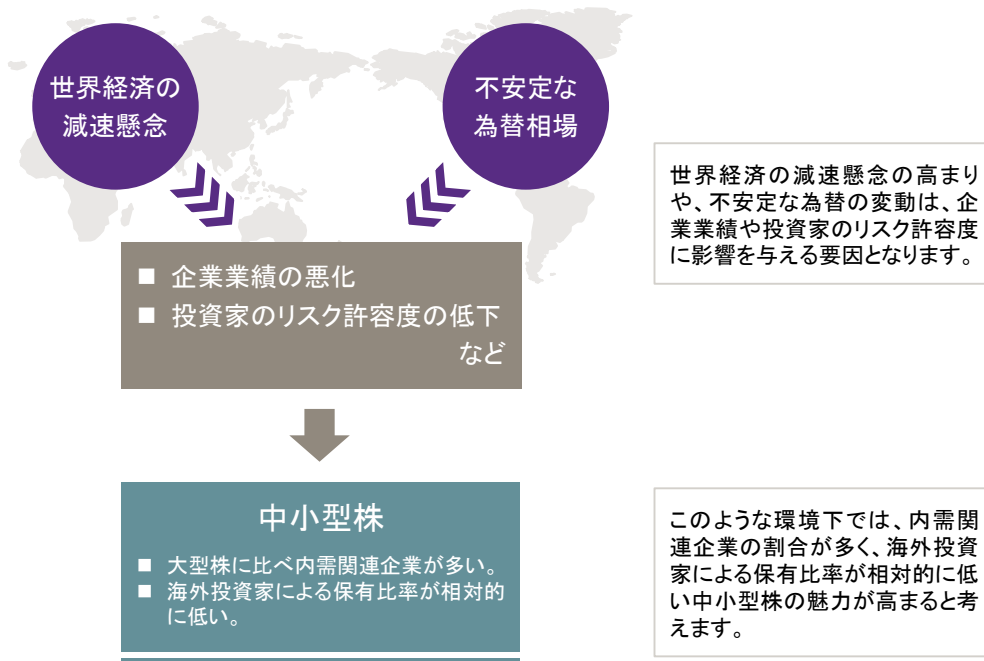 世界経済の
減速懸念
不安定な
為替相場
世界経済の減速懸念の高まり
や、不安定な為替の変動は、企
業業績や投資家のリスク許容度
に影響を与える要因となります。
■ 企業業績の悪化
■ 投資家のリスク許容度の低下
など
中小型株
■ 大型株に比べ内需関連企業が多い。
■ 海外投資家による保有比率が相対的
に低い。
このような環境下では、内需関
連企業の割合が多く、海外投資
家による保有比率が相対的に低
い中小型株の魅力が高まると考
えます。